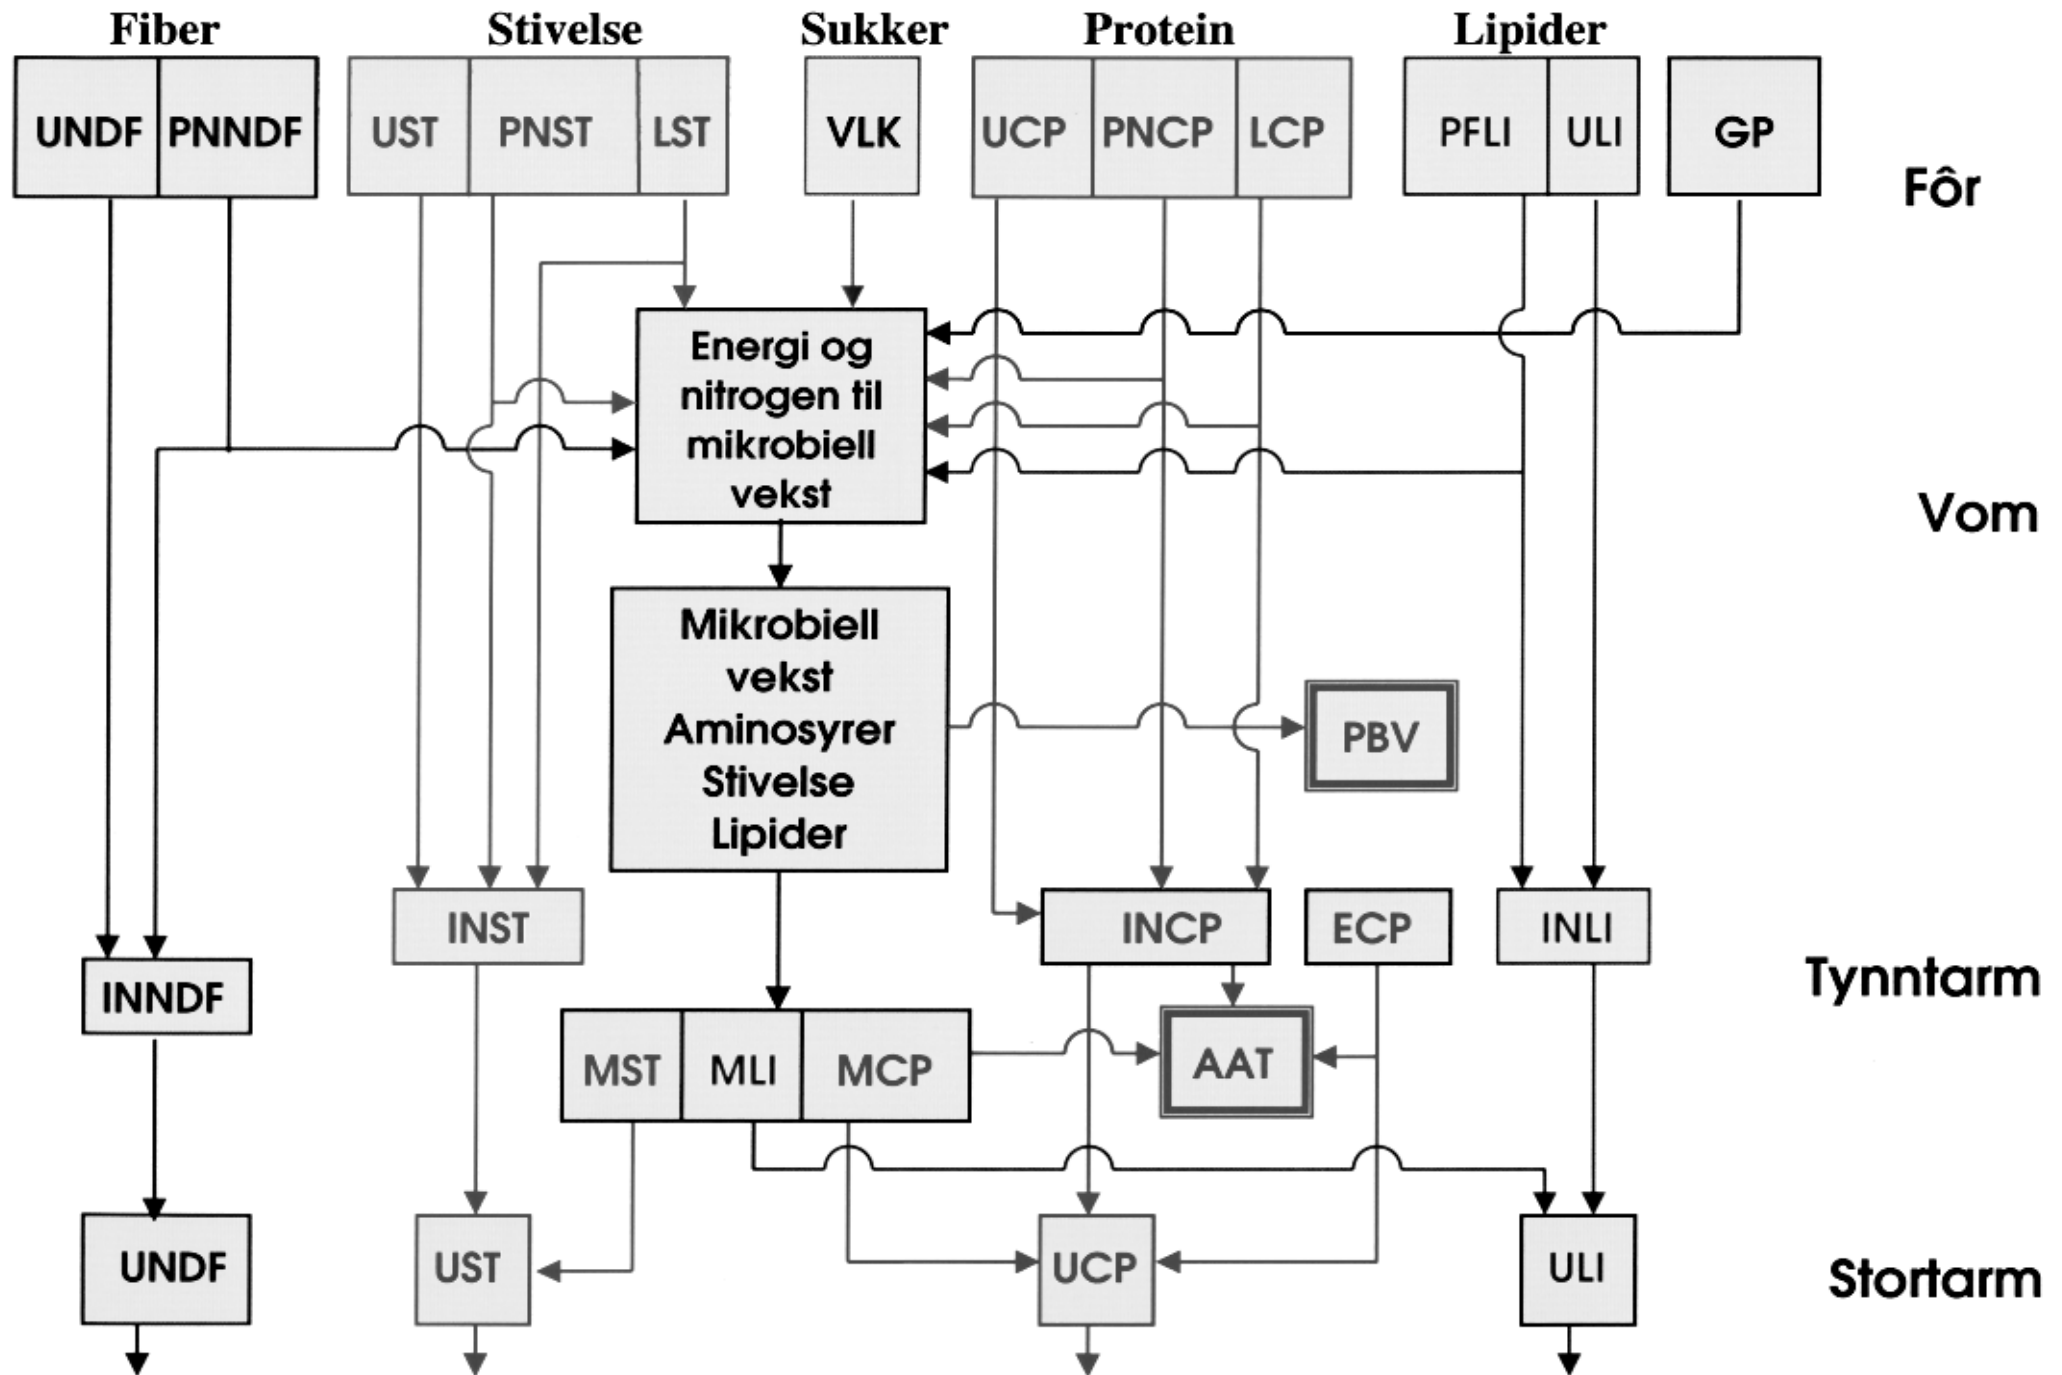 Fiber Stivelse Sukker Protein Lipider
UNDF PNNDF UST PNST LST VLK UCP PNCP LCP PFLI ULI GP
Fôr
Energi og
nitrogen til
mikrobiell
vekst
Vom
Mikrobiell
vekst
Aminosyrer
Stivelse
Lipider
PBV
INST INCP ECP INLI
INNDF
Tynntarm
MST MLI MCP AAT
UNDF UST UCP ULI
Stortarm